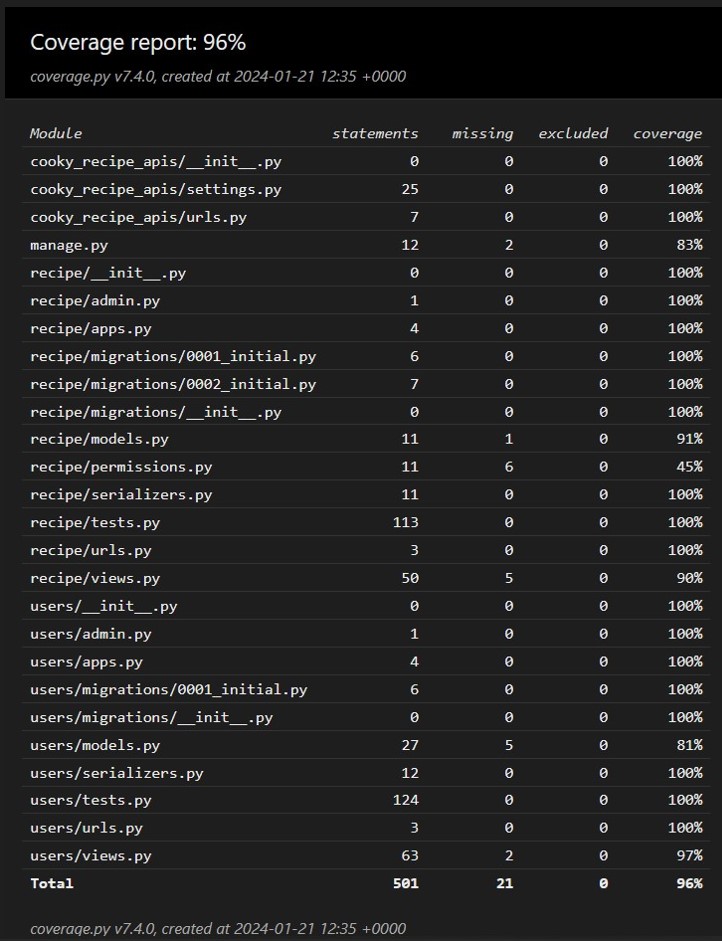 Coverage report: 96%
coverage.py v7.4.0, created at 2024-01-21 12:35 +0000
Module statements missing excluded coverage
cooky_recipe_apis/__init__.py 0 0 0 100%
cooky_recipe_apis/settings.py 25 0 0 100%
cooky_recipe_apis/urls.py 7 0 0 100%
manage.py 12 2 0 83%
recipe/__init__.py 0 0 0 100%
recipe/admin.py 1 0 0 100%
recipe/apps.py 4 0 0 100%
recipe/migrations/0001_initial.py 6 0 0 100%
recipe/migrations/0002_initial.py 7 0 0 100%
recipe/migrations/__init__.py 0 0 0 100%
recipe/models.py 11 1 0 91%
recipe/permissions.py 11 6 0 45%
recipe/serializers.py 11 0 0 100%
recipe/tests.py 113 0 0 100%
recipe/urls.py 3 0 0 100%
recipe/views.py 50 5 0 90%
users/__init__.py 0 0 0 100%
users/admin.py 1 0 0 100%
users/apps.py 4 0 0 100%
users/migrations/0001_initial.py 6 0 0 100%
users/migrations/__init__.py 0 0 0 100%
users/models.py 27 5 0 81%
users/serializers.py 12 0 0 100%
users/tests.py 124 0 0 100%
users/urls.py 3 0 0 100%
users/views.py 63 2 0 97%
Total 501 21 0 96%
coverage.py v7.4.0, created at 2024-01-21 12:35 +0000